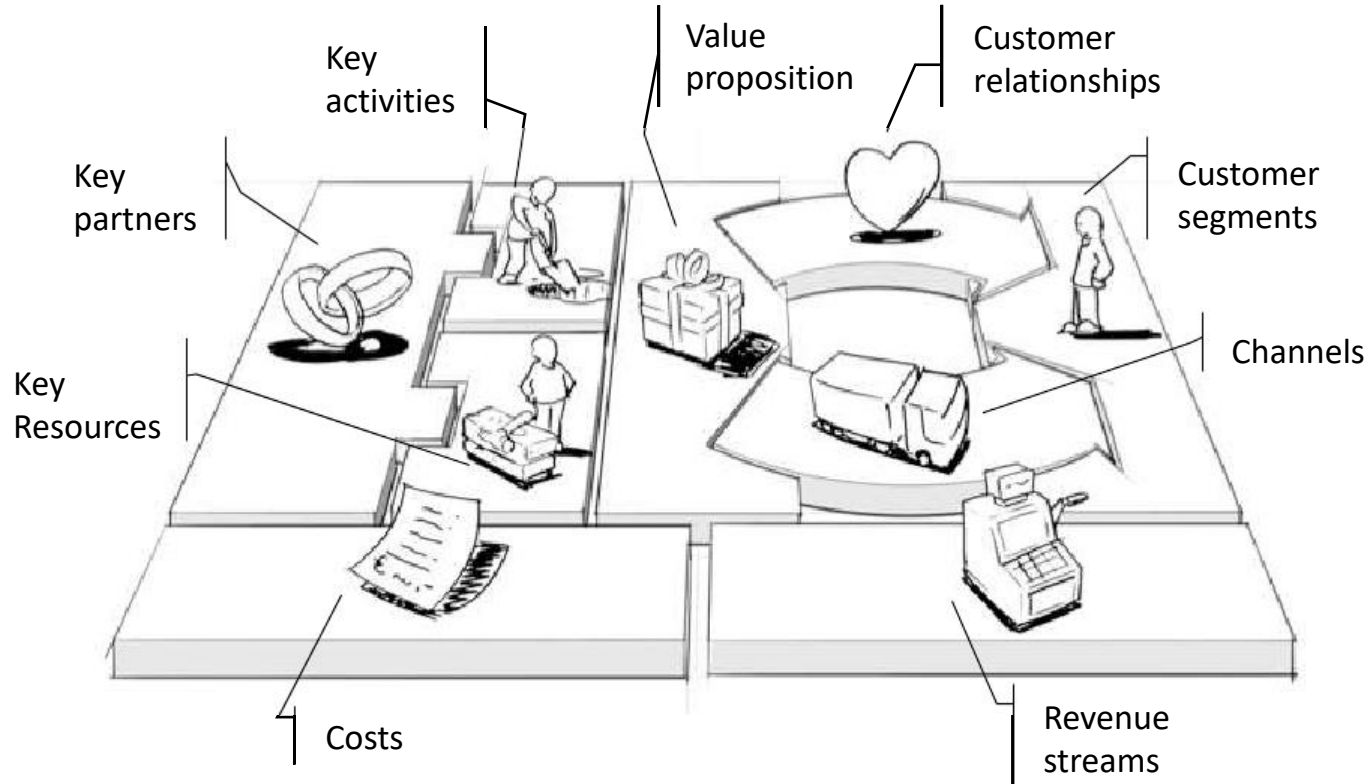 Key
activities
Value
proposition
Customer
relationships
Key
partners
Customer
segments
Key
Resources
Channels
Costs
Revenue
streams